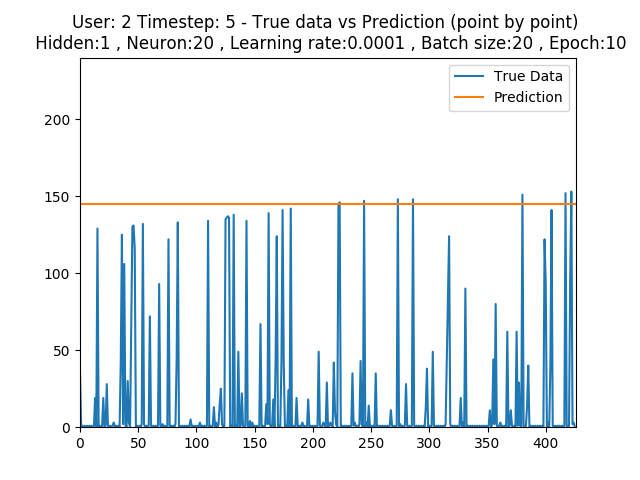 User: 2 Timestep: 5 - True data vs Prediction (point by point)
Hidden:1 , Neuron:20 , Learning rate:0.0001 , Batch size:20 , Epoch:10
True Data
Prediction
200
150
100
50
0
0 50 100 150 200 250 300 350 400